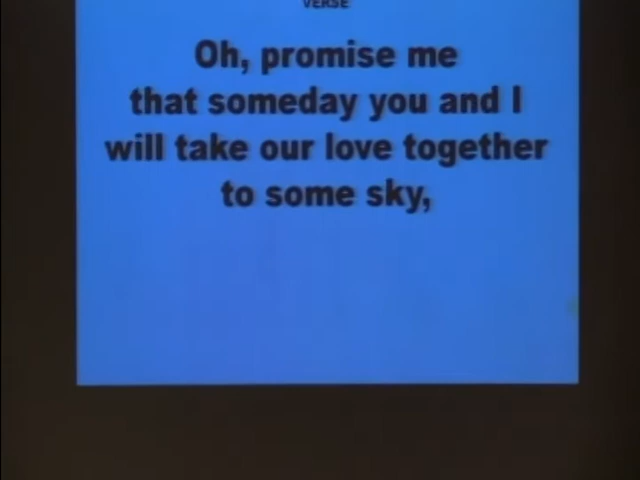 VERSE
Oh, promise me
that someday you and I
will take our love together
to some sky,